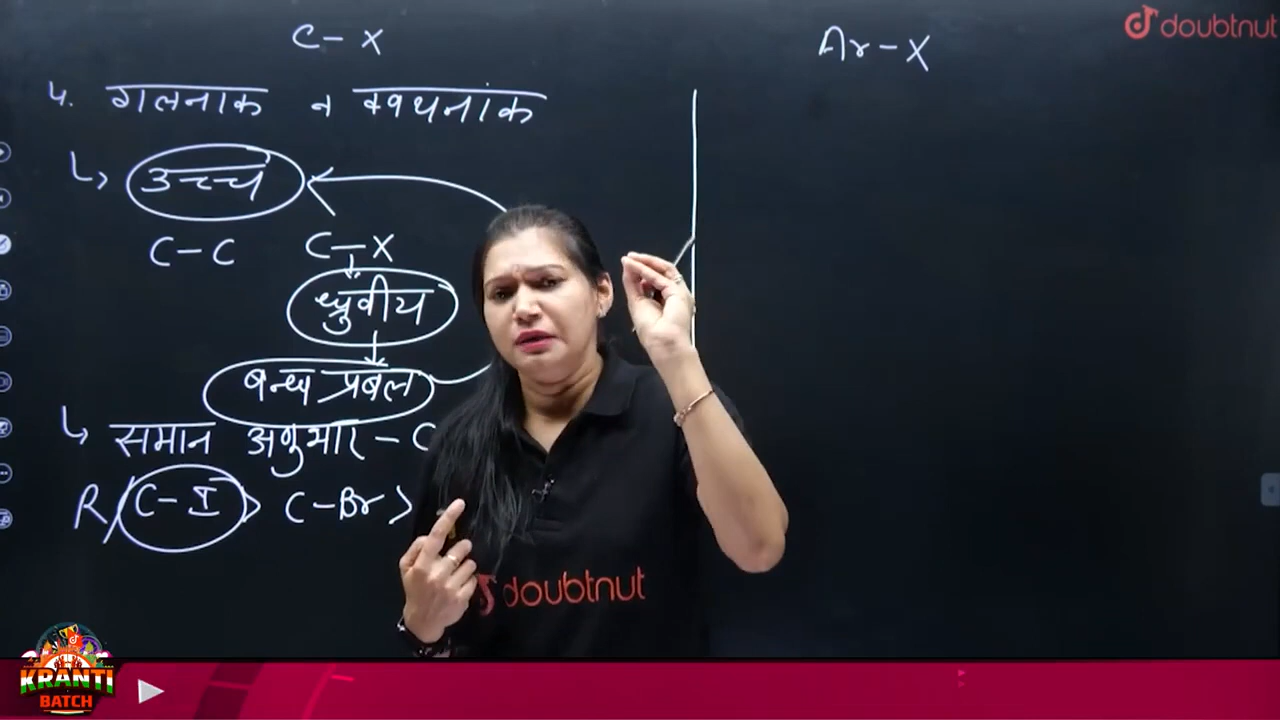 C - X
Ar - X
doubtnut
4. गलनाक व क्वथनांक
↳ उच्च
C - C C - X
ध्रुवीय
बन्ध प्रबल
↳ समान अणुभार - C
R C - I > C - Br >
doubtnut
KRANTI
BATCH